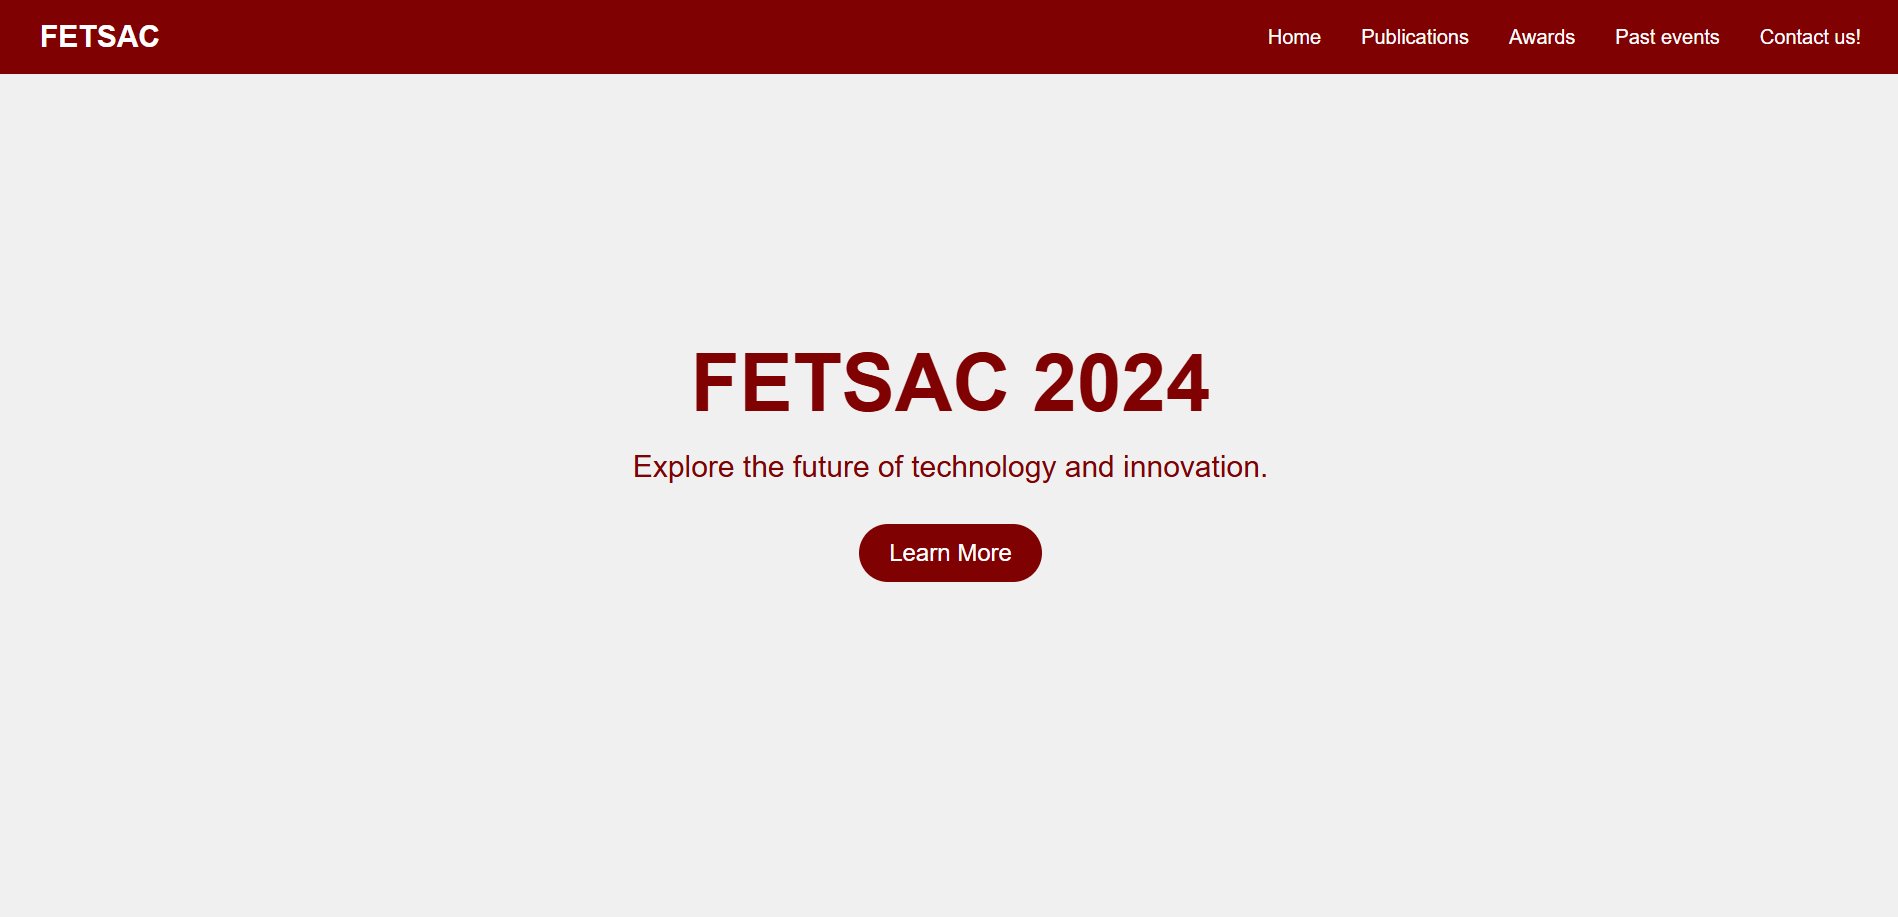 FETSAC Home Publications Awards Past events Contact us!
FETSAC 2024
Explore the future of technology and innovation.
Learn More